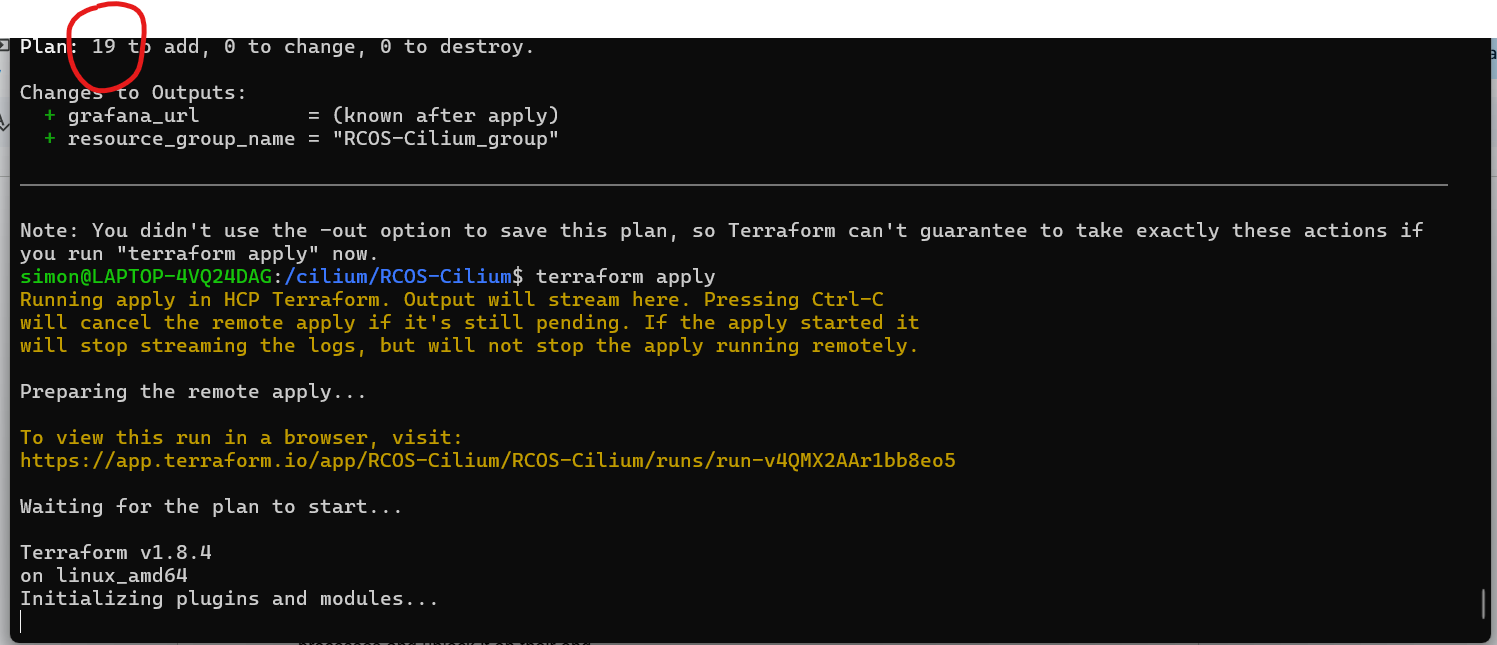 Plan: 19 to add, 0 to change, 0 to destroy.
Changes to Outputs:
+ grafana_url = (known after apply)
+ resource_group_name = "RCOS-Cilium_group"
Note: You didn't use the -out option to save this plan, so Terraform can't guarantee to take exactly these actions if
you run "terraform apply" now.
simon@LAPTOP-4VQ24DAG:/cilium/RCOS-Cilium$ terraform apply
Running apply in HCP Terraform. Output will stream here. Pressing Ctrl-C
will cancel the remote apply if it's still pending. If the apply started it
will stop streaming the logs, but will not stop the apply running remotely.
Preparing the remote apply...
To view this run in a browser, visit:
https://app.terraform.io/app/RCOS-Cilium/RCOS-Cilium/runs/run-v4QMX2AAr1bb8eo5
Waiting for the plan to start...
Terraform v1.8.4
on linux_amd64
Initializing plugins and modules...